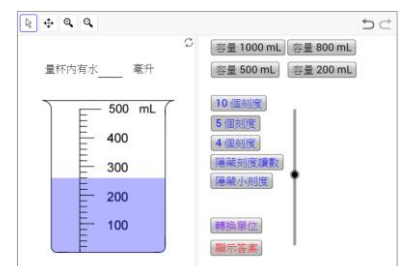 容量 1000 mL 容量 800 mL
量杯內有水____ 毫升 容量 500 mL 容量 200 mL
500 mL
400
300
200
100
10 個刻度
5 個刻度
4 個刻度
隱藏刻度讀數
隱藏小刻度
轉換單位
顯示答案